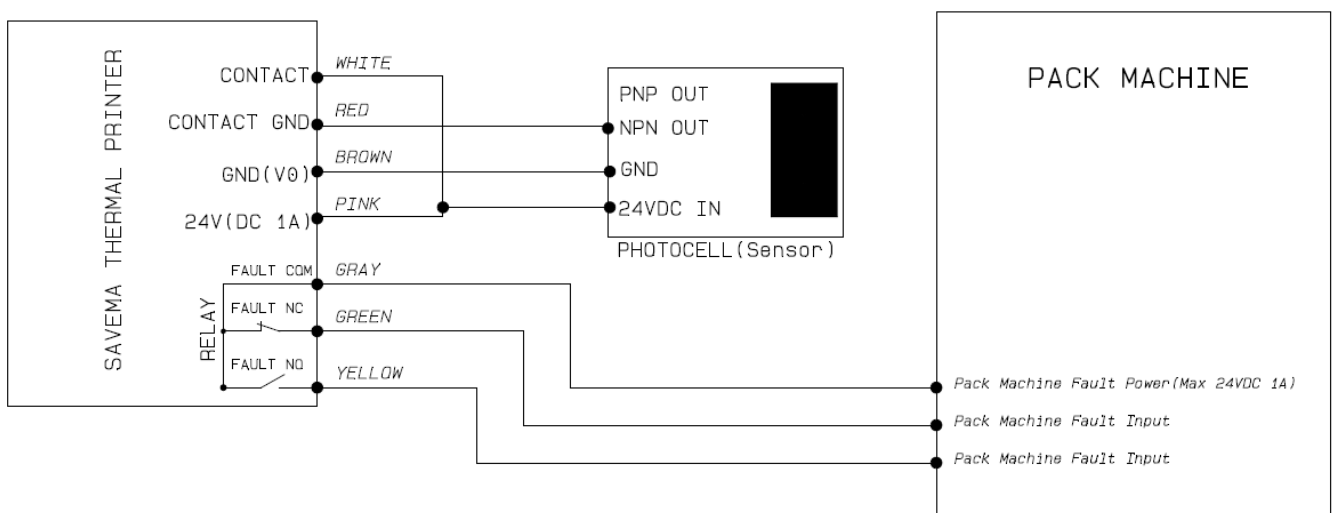 SAVEMA THERMAL PRINTER
CONTACT
WHITE
CONTACT GND
RED
GND(V0)
BROWN
24V(DC 1A)
PINK
RELAY
FAULT COM
GRAY
FAULT NC
GREEN
FAULT NO
YELLOW
PNP OUT
NPN OUT
GND
24VDC IN
PHOTOCELL(Sensor)
PACK MACHINE
Pack Machine Fault Power(Max 24VDC 1A)
Pack Machine Fault Input
Pack Machine Fault Input